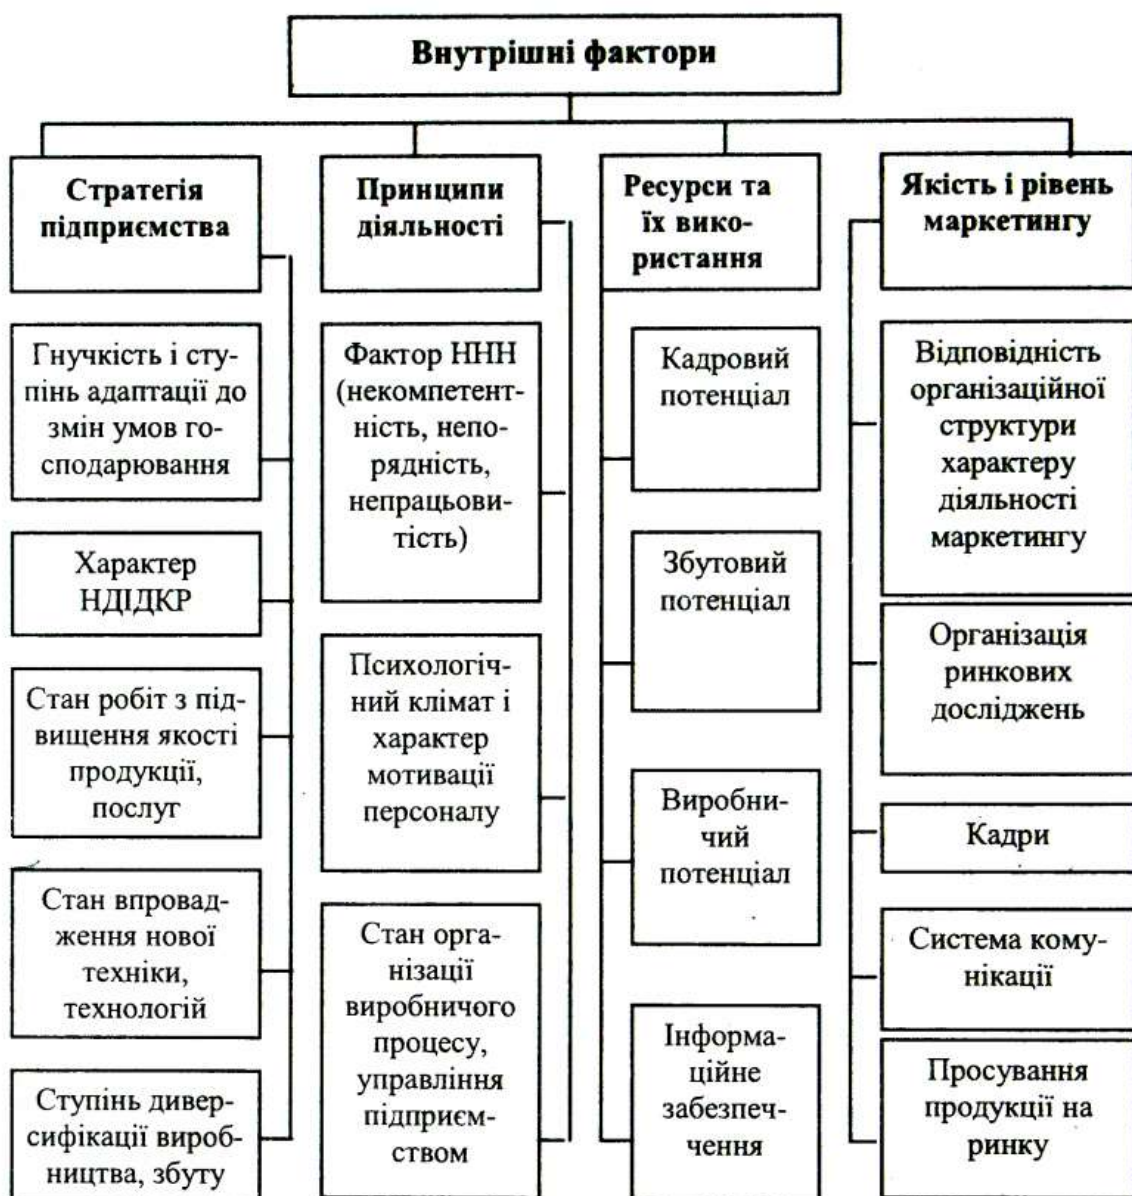 Внутрішні фактори
Стратегія
підприємства
Гнучкість і сту-
пінь адаптації до
змін умов го-
сподарювання
Характер
НДІДКР
Стан робіт з під-
вищення якості
продукції,
послуг
Стан впровад-
ження нової
техніки,
технологій
Ступінь дивер-
сифікації вироб-
ництва, збуту
Принципи
діяльності
Фактор ННН
(некомпетент-
ність, непо-
рядність,
непрацьови-
тість)
Психологіч-
ний клімат і
характер
мотивації
персоналу
Стан орга-
нізації
виробничого
процесу,
управління
підприєм-
ством
Ресурси та
їх вико-
ристання
Кадровий
потенціал
Збутовий
потенціал
Виробни-
чий
потенціал
Інформа-
ційне
забезпеч-
чення
Якість і рівень
маркетингу
Відповідність
організаційної
структури
характеру
діяльності
маркетингу
Організація
ринкових
досліджень
Кадри
Система кому-
нікації
Просування
продукції на
ринку